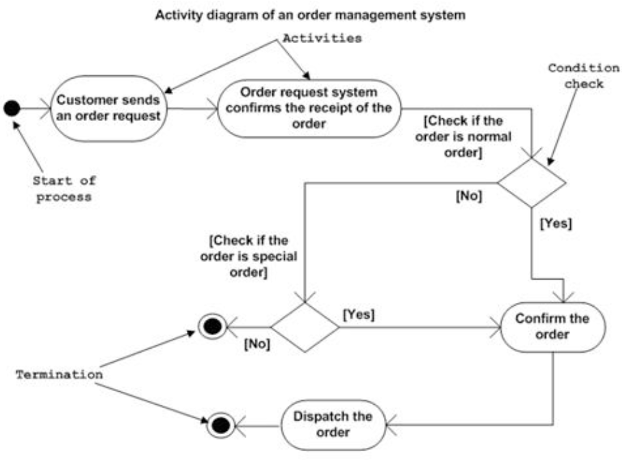 Activity diagram of an order management system
Activities
Condition
check
Customer sends
an order request
Order request system
confirms the receipt of the
order
[Check if the
order is normal
order]
Start of
process
[No]
[Yes]
[Check if the
order is special
order]
[Yes]
Confirm the
order
[No]
Termination
Dispatch the
order